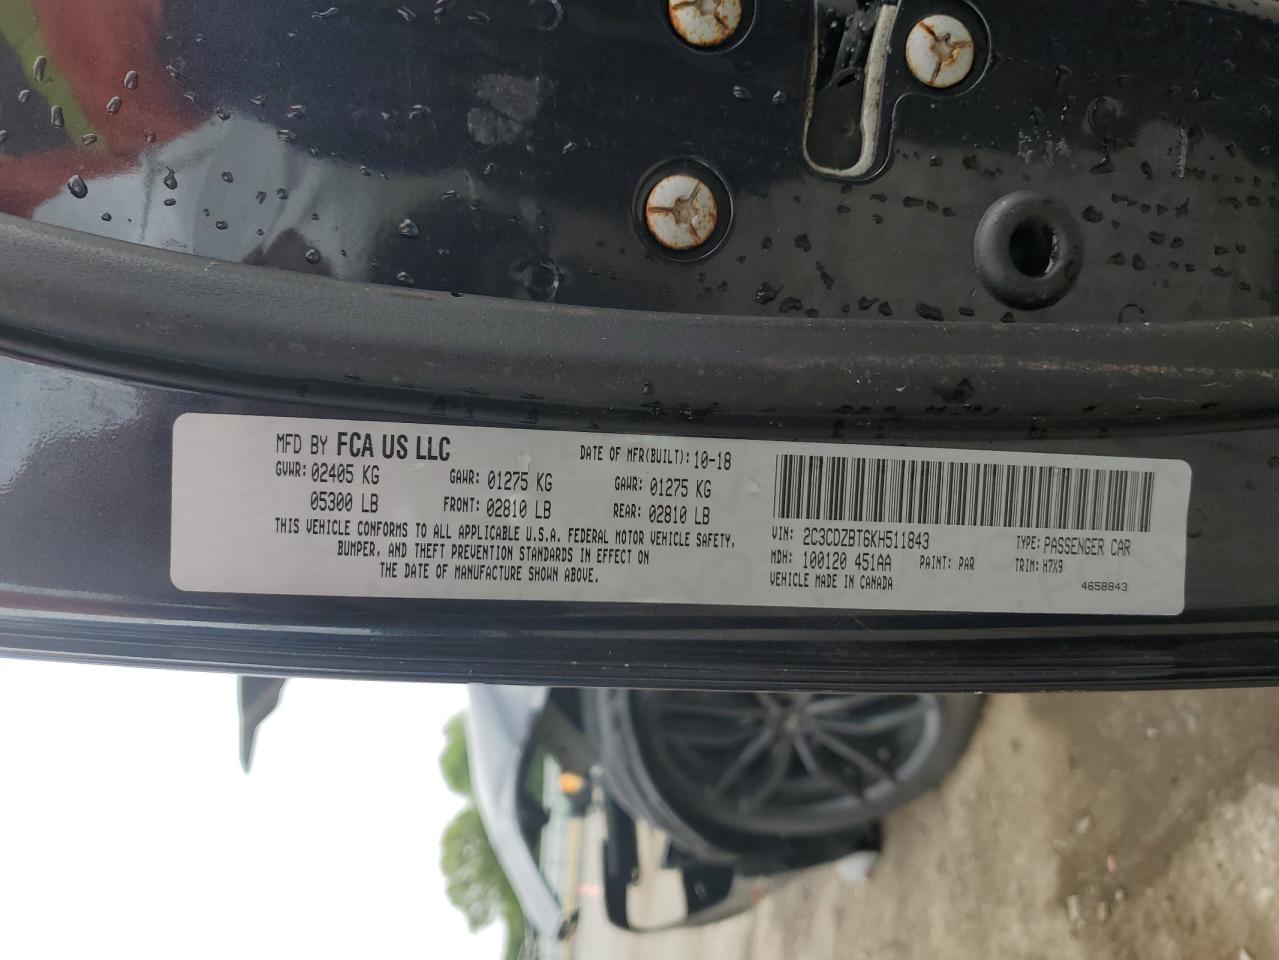 MFD BY FCA US LLC DATE OF MFR(BUILT): 10-18
GVWR: 02405 KG GAWR: 01275 KG GAWR: 01275 KG
05300 LB FRONT: 02810 LB REAR: 02810 LB
THIS VEHICLE CONFORMS TO ALL APPLICABLE U.S.A. FEDERAL MOTOR VEHICLE SAFETY,
BUMPER, AND THEFT PREVENTION STANDARDS IN EFFECT ON
THE DATE OF MANUFACTURE SHOWN ABOVE.
VIN: 2C3CDZBT6KH511843 TYPE: PASSENGER CAR
MDH: 100120 451AA PAINT: PAR TRIM: H7X9
VEHICLE MADE IN CANADA 4658843